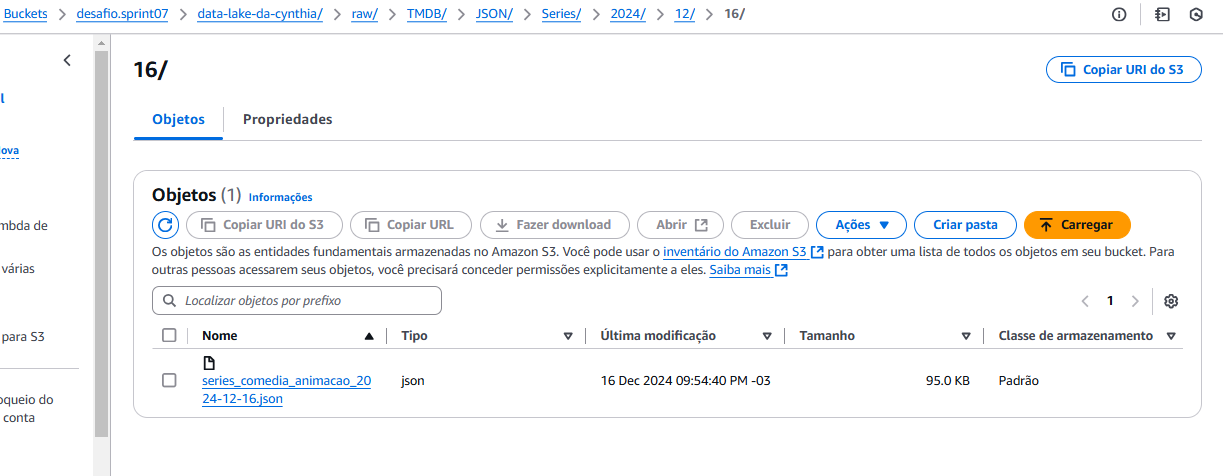 Buckets > desafio.sprint07 > data-lake-da-cynthia/ > raw/ > TMDB/ > JSON/ > Series/ > 2024/ > 12/ > 16/
16/
Copiar URI do S3
l
Objetos
Propriedades
ova
Objetos (1) Informações
Copiar URI do S3
Copiar URL
Fazer download
Abrir
Excluir
Ações
Criar pasta
Carregar
mbda de
Os objetos são as entidades fundamentais armazenadas no Amazon S3. Você pode usar o inventário do Amazon S3 para obter uma lista de todos os objetos em seu bucket. Para
várias
outras pessoas acessarem seus objetos, você precisará conceder permissões explicitamente a eles. Saiba mais
Localizar objetos por prefixo
1
para S3
Nome
Tipo
Última modificação
Tamanho
Classe de armazenamento
series_comedia_animacao_20
24-12-16.json
json
16 Dec 2024 09:54:40 PM -03
95.0 KB
Padrão
oqueio do
conta